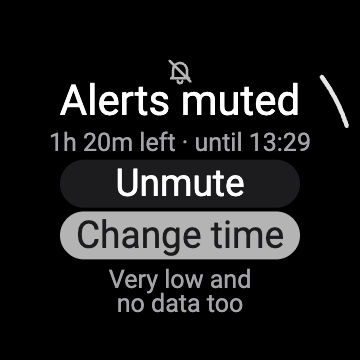 Alerts muted
1h 20m left · until 13:29
Unmute
Change time
Very low and
no data too